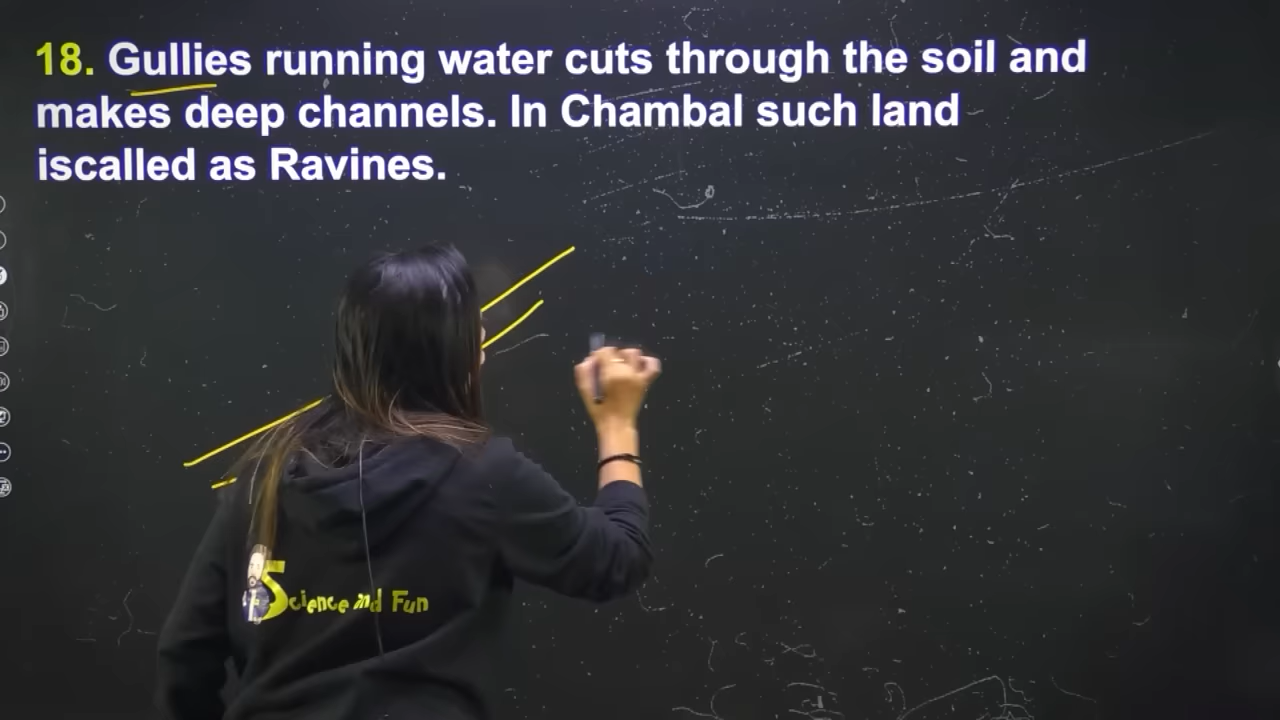 18. Gullies running water cuts through the soil and
makes deep channels. In Chambal such land
iscalled as Ravines.
Science and Fun